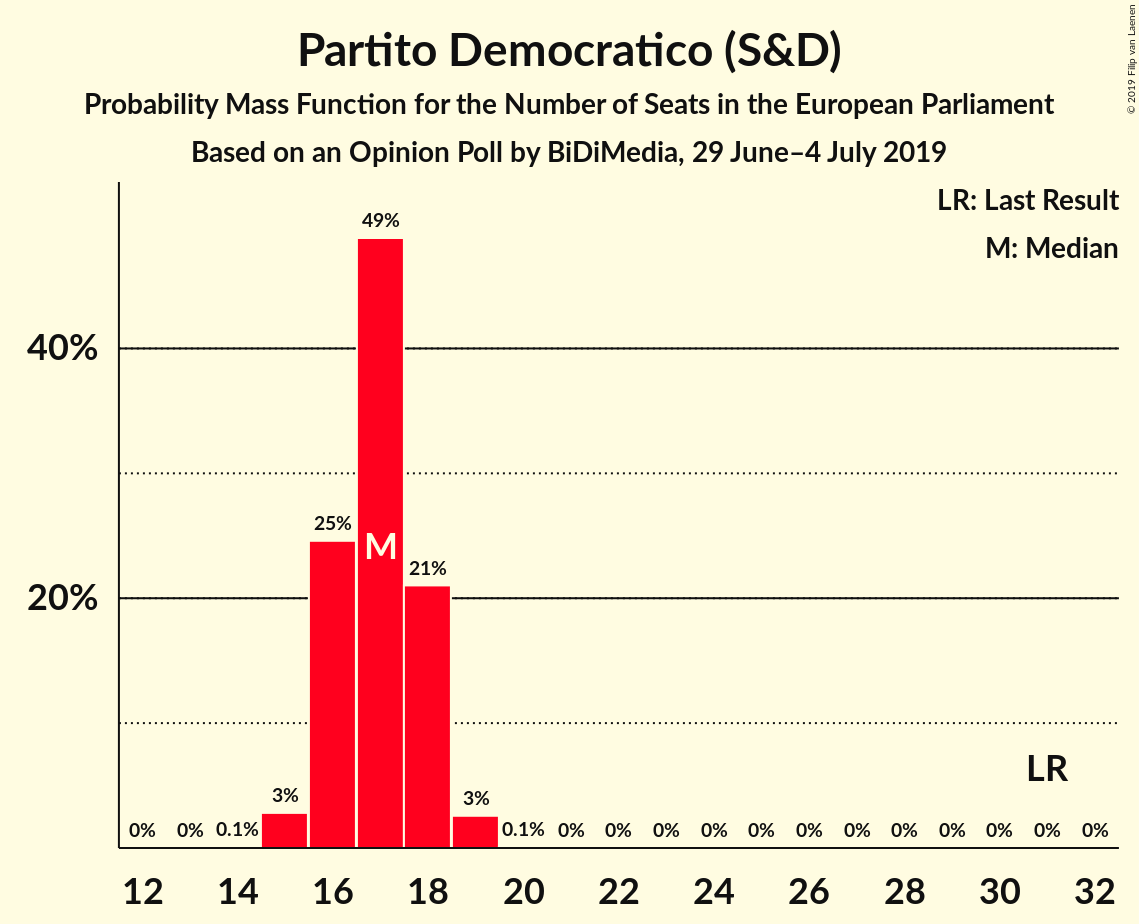 Partito Democratico (S&D)
Probability Mass Function for the Number of Seats in the European Parliament
Based on an Opinion Poll by BiDiMedia, 29 June–4 July 2019
© 2019 Filip van Laenen
LR: Last Result
M: Median
49%
40%
25%
M
21%
20%
LR
0% 0% 0.1% 3% 3% 0.1% 0% 0% 0% 0% 0% 0% 0% 0% 0% 0% 0% 0%
12 14 16 18 20 22 24 26 28 30 32